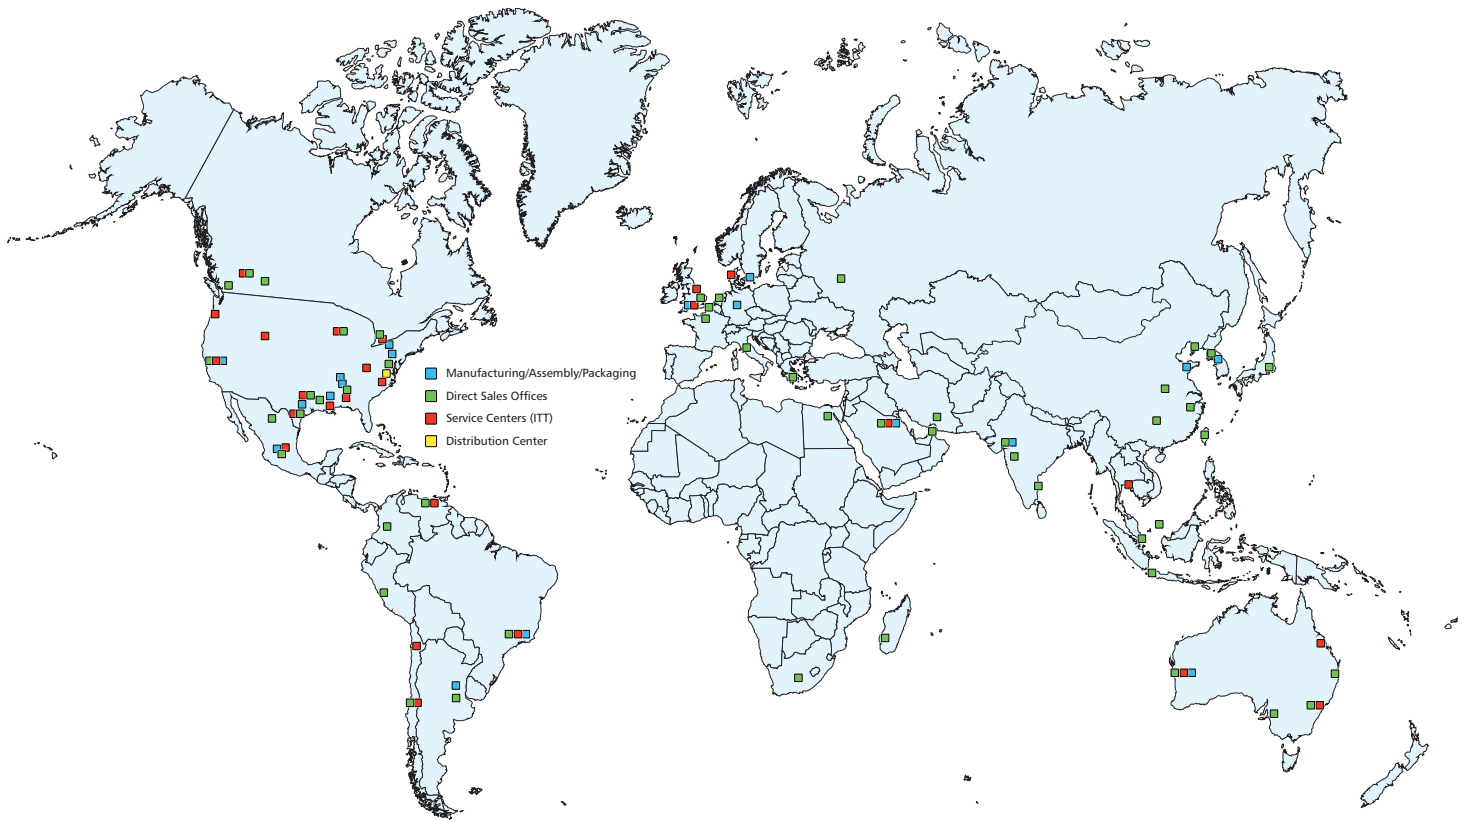 Manufacturing/Assembly/Packaging
Direct Sales Offices
Service Centers (ITT)
Distribution Center